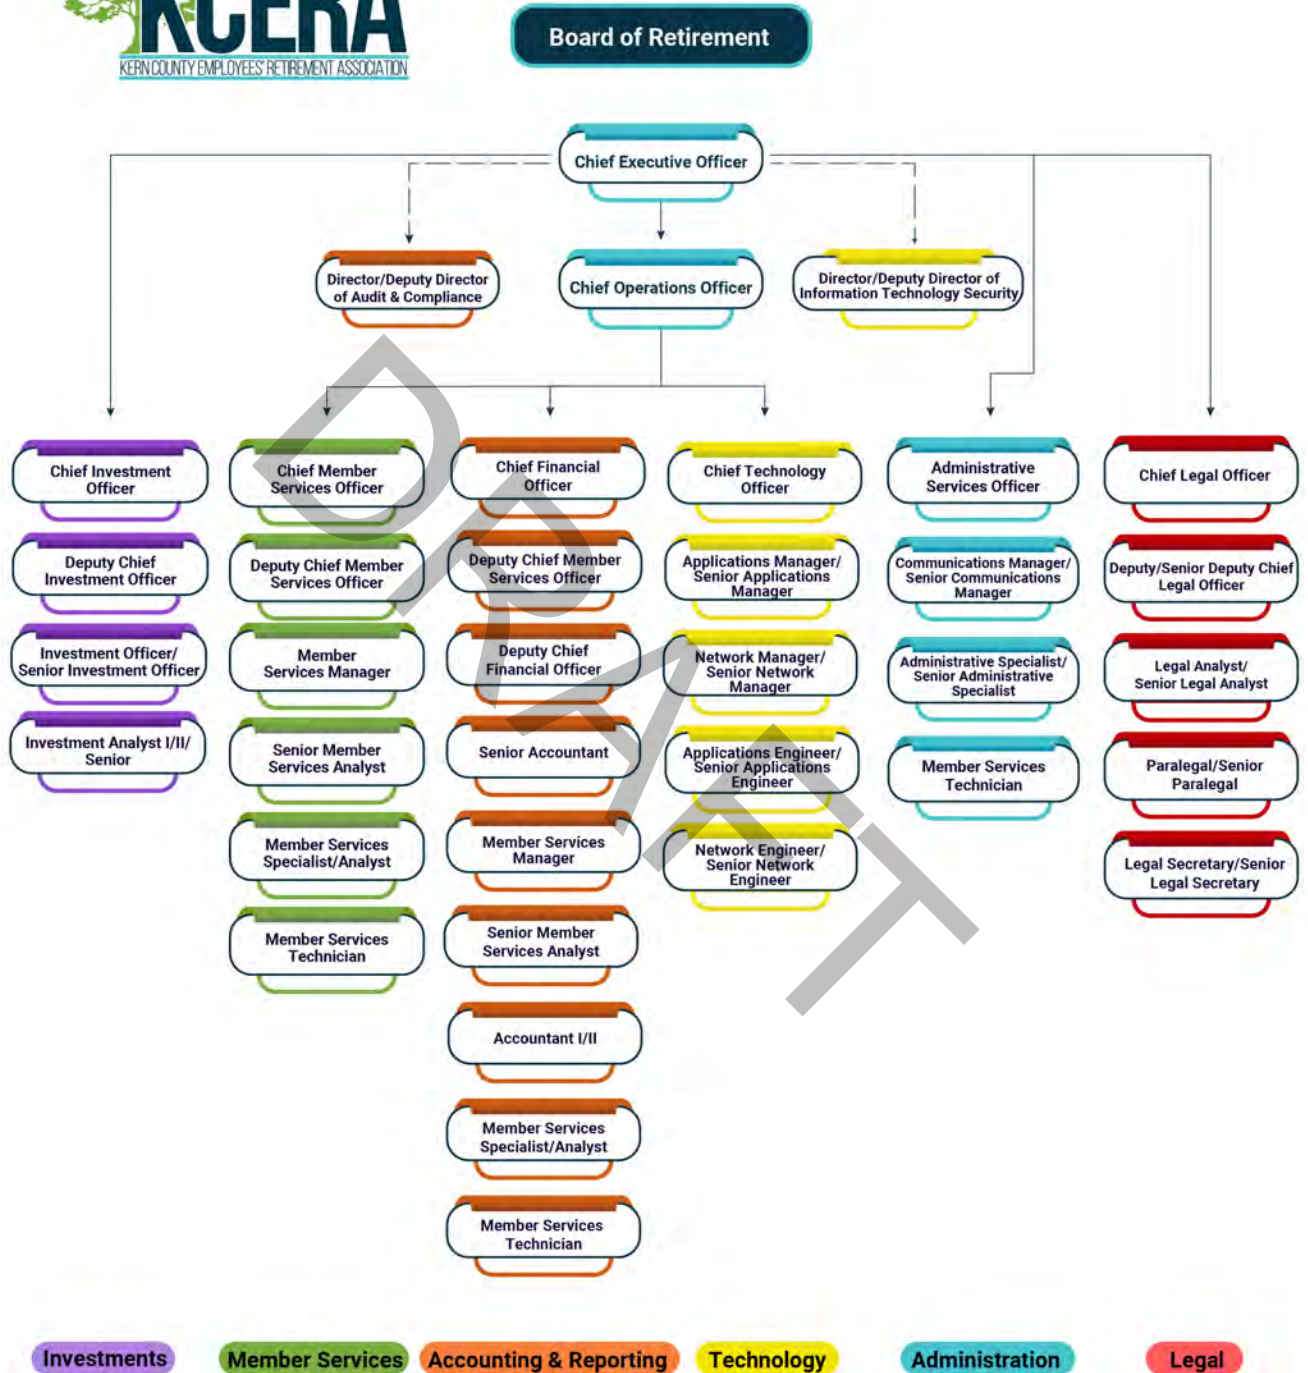 KCERA
KERN COUNTY EMPLOYEES' RETIREMENT ASSOCIATION
Board of Retirement
Chief Executive Officer
Director/Deputy Director
of Audit & Compliance
Chief Operations Officer
Director/Deputy Director of
Information Technology Security
Chief Investment
Officer
Deputy Chief
Investment Officer
Investment Officer/
Senior Investment Officer
Investment Analyst I/II/
Senior
Chief Member
Services Officer
Deputy Chief Member
Services Officer
Member
Services Manager
Senior Member
Services Analyst
Member Services
Specialist/Analyst
Member Services
Technician
Chief Financial
Officer
Deputy Chief Member
Services Officer
Deputy Chief
Financial Officer
Senior Accountant
Member Services
Manager
Senior Member
Services Analyst
Accountant I/II
Member Services
Specialist/Analyst
Member Services
Technician
Chief Technology
Officer
Applications Manager/
Senior Applications
Manager
Network Manager/
Senior Network
Manager
Applications Engineer/
Senior Applications
Engineer
Network Engineer/
Senior Network
Engineer
Administrative
Services Officer
Communications Manager/
Senior Communications
Manager
Administrative Specialist/
Senior Administrative
Specialist
Member Services
Technician
Chief Legal Officer
Deputy/Senior Deputy Chief
Legal Officer
Legal Analyst/
Senior Legal Analyst
Paralegal/Senior
Paralegal
Legal Secretary/Senior
Legal Secretary
DRAFT
Investments
Member Services
Accounting & Reporting
Technology
Administration
Legal